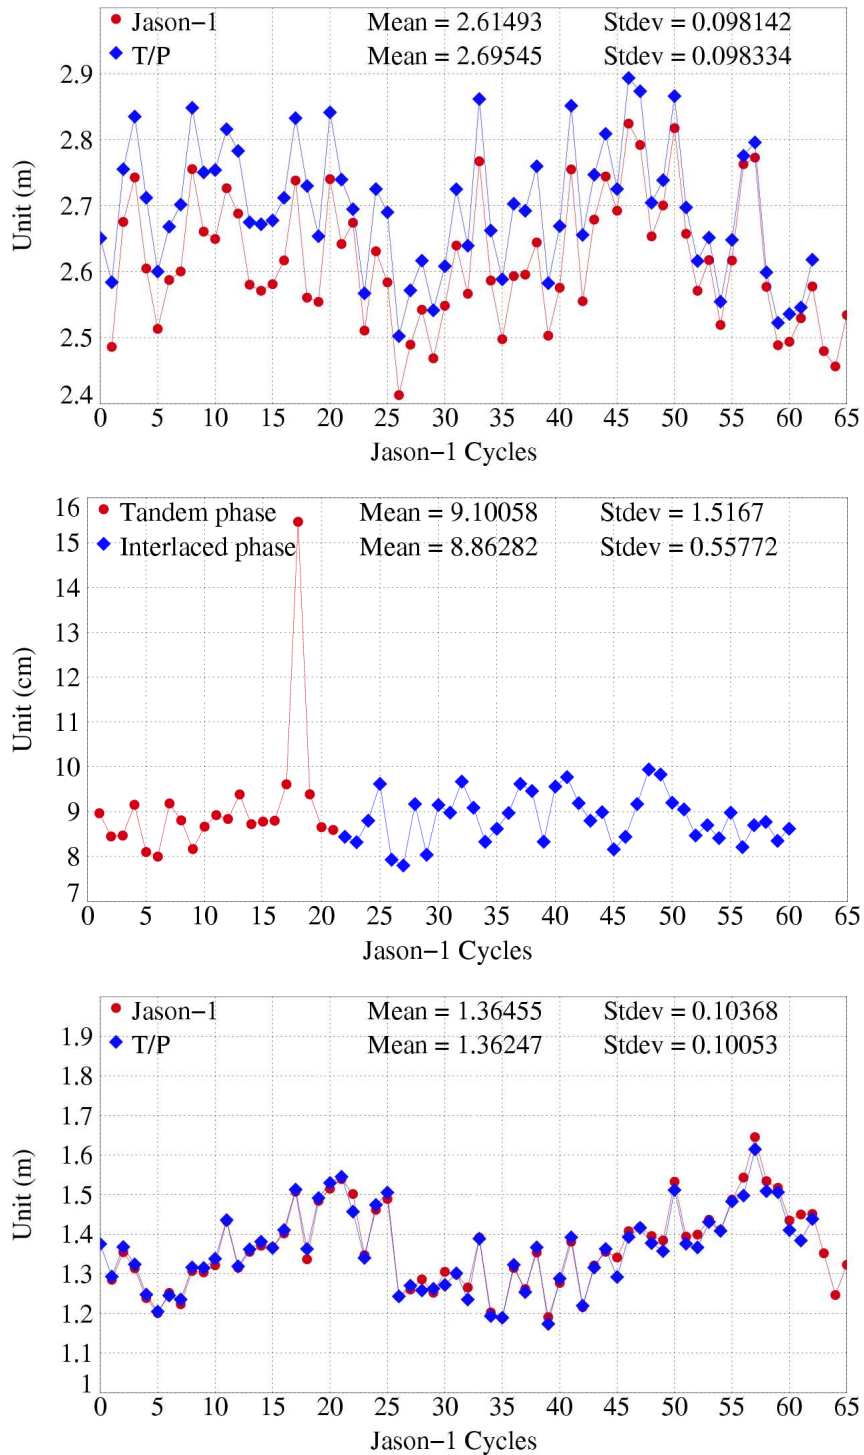 Jason−1 Mean = 2.61493 Stdev = 0.098142
T/P Mean = 2.69545 Stdev = 0.098334
2.9
2.8
2.7
2.6
2.5
2.4
Unit (m)
0 5 10 15 20 25 30 35 40 45 50 55 60 65
Jason−1 Cycles
16
Tandem phase Mean = 9.10058 Stdev = 1.5167
Interlaced phase Mean = 8.86282 Stdev = 0.55772
15
14
13
12
11
10
9
8
7
Unit (cm)
0 5 10 15 20 25 30 35 40 45 50 55 60 65
Jason−1 Cycles
Jason−1 Mean = 1.36455 Stdev = 0.10368
T/P Mean = 1.36247 Stdev = 0.10053
1.9
1.8
1.7
1.6
1.5
1.4
1.3
1.2
1.1
1
Unit (m)
0 5 10 15 20 25 30 35 40 45 50 55 60 65
Jason−1 Cycles